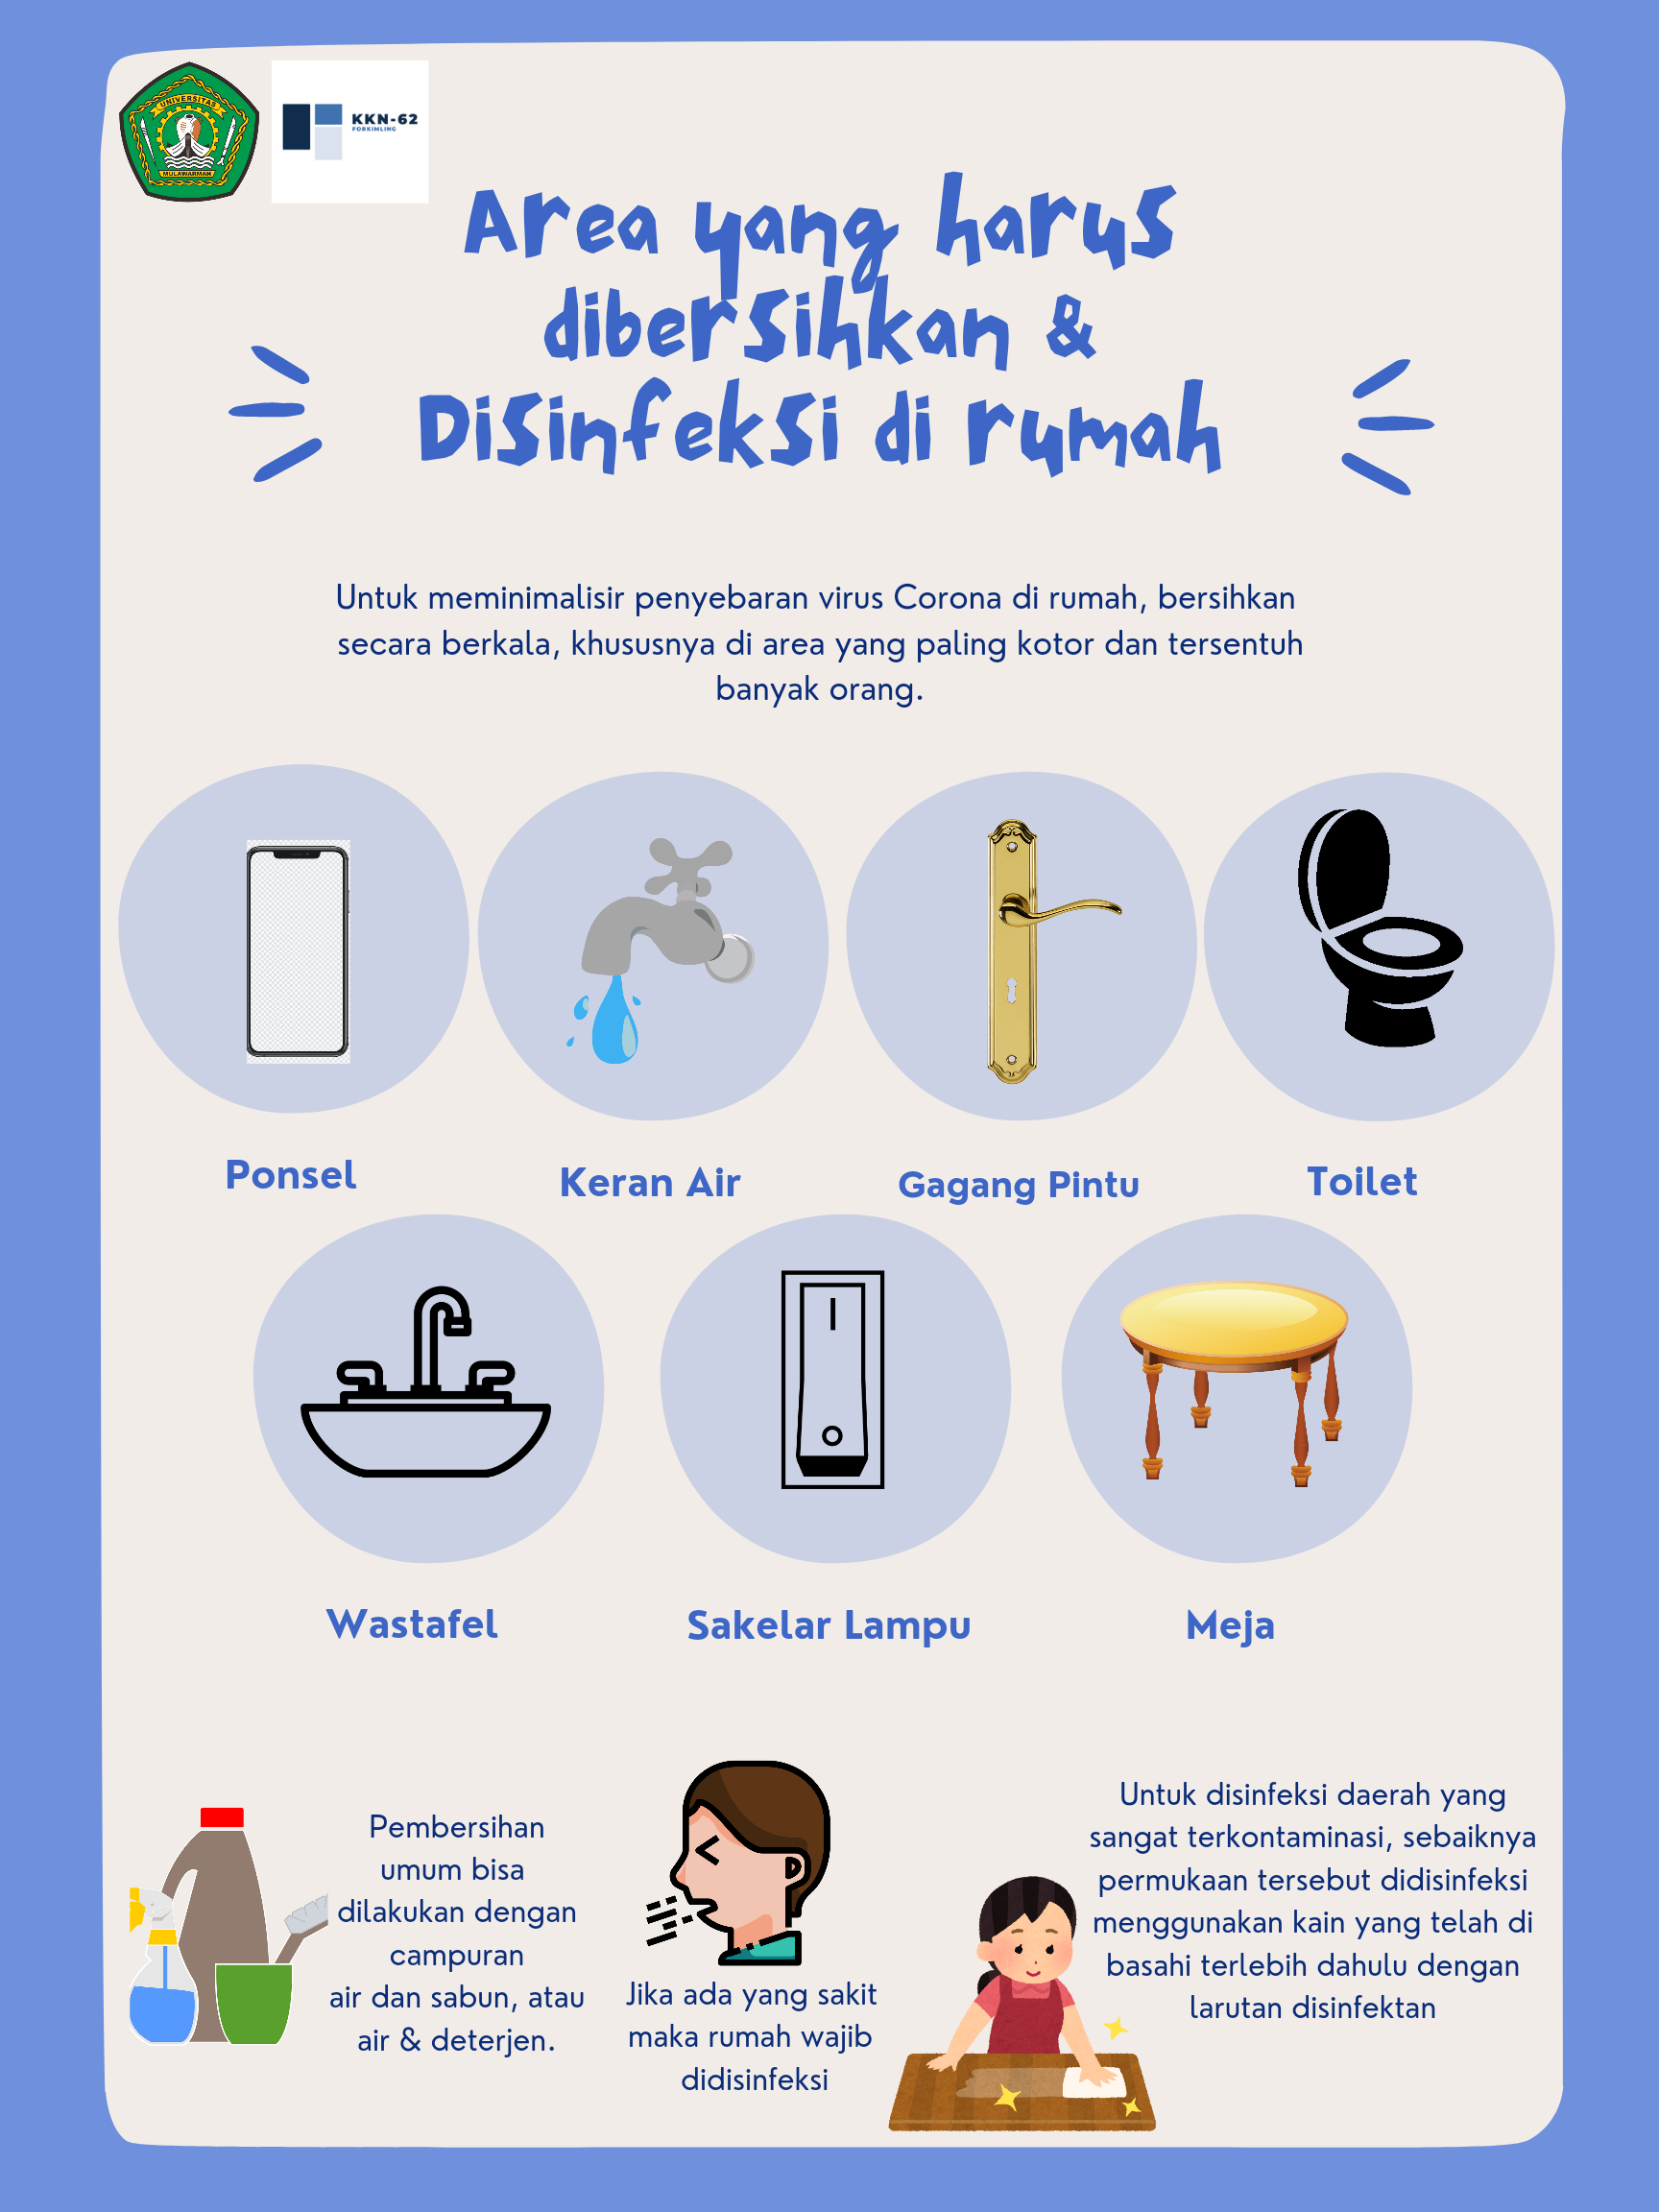 UNIVERSITAS
MULAWARMAN
KKN-62
FORKIMLING
Area yang harus
dibersihkan &
Disinfeksi di rumah
Untuk meminimalisir penyebaran virus Corona di rumah, bersihkan
secara berkala, khususnya di area yang paling kotor dan tersentuh
banyak orang.
Ponsel
Keran Air
Gagang Pintu
Toilet
Wastafel
Sakelar Lampu
Meja
Pembersihan
umum bisa
dilakukan dengan
campuran
air dan sabun, atau
air & deterjen.
Jika ada yang sakit
maka rumah wajib
didisinfeksi
Untuk disinfeksi daerah yang
sangat terkontaminasi, sebaiknya
permukaan tersebut didisinfeksi
menggunakan kain yang telah di
basahi terlebih dahulu dengan
larutan disinfektan